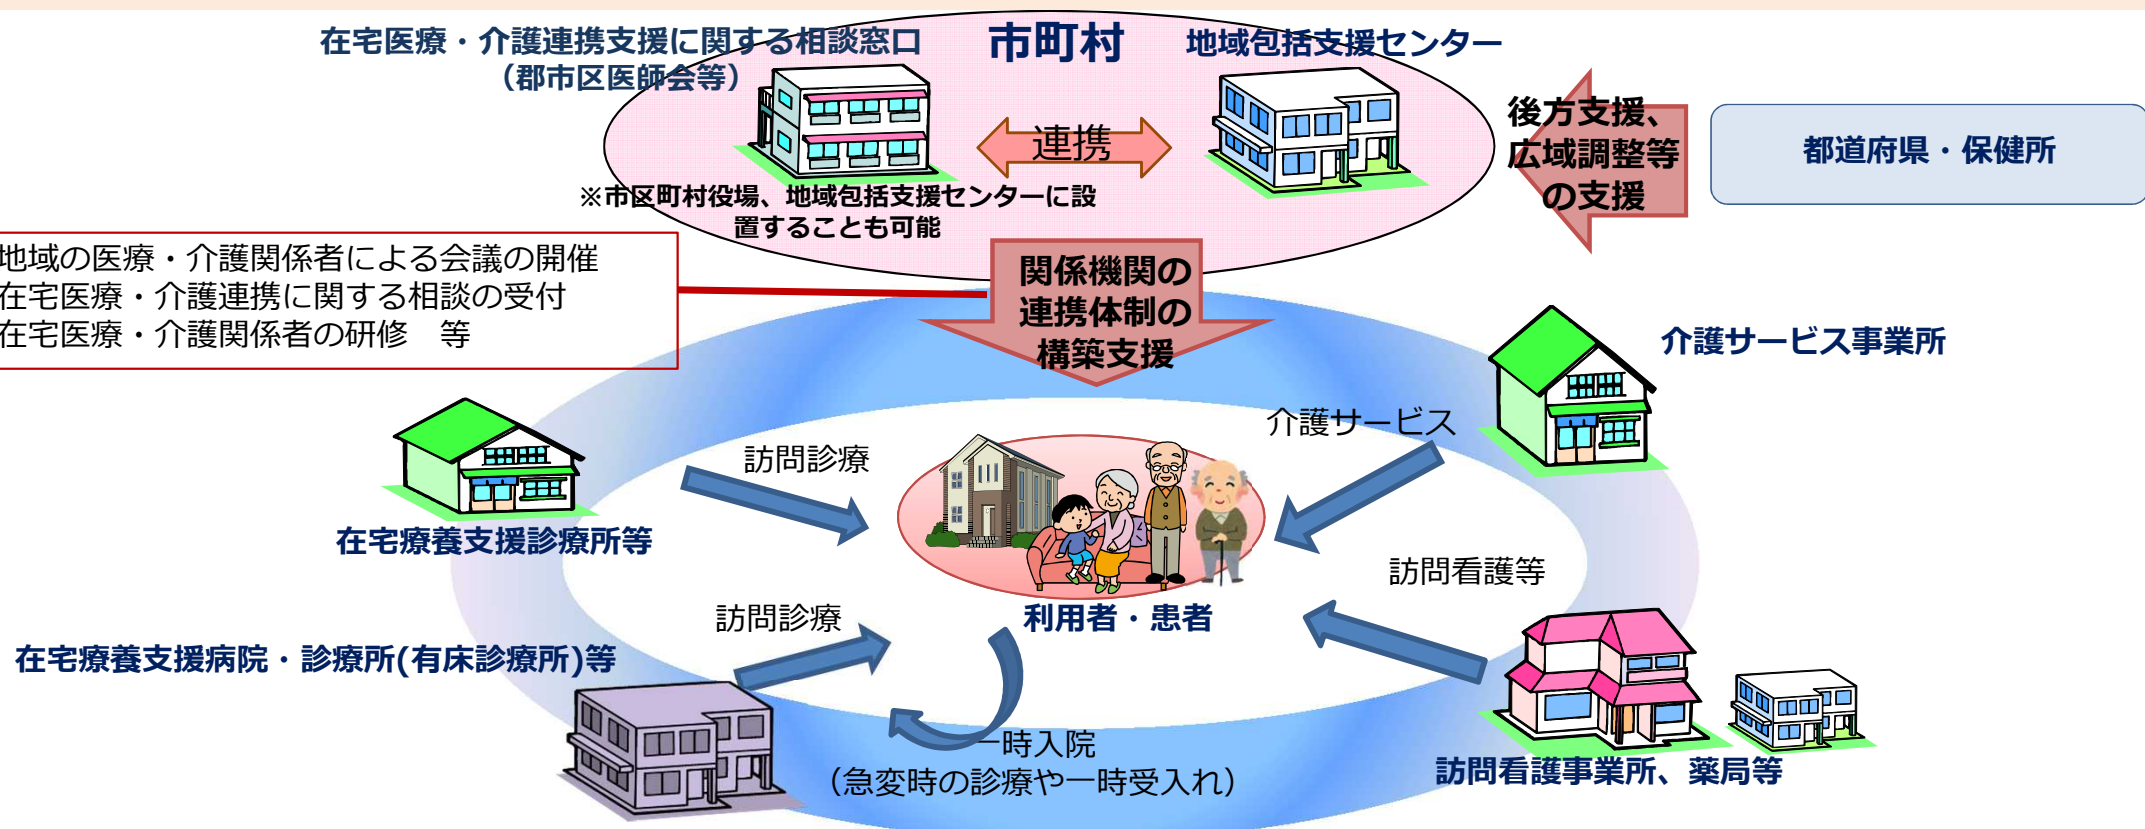 在宅医療・介護連携支援に関する相談窓口
（郡市区医師会等）
市町村
地域包括支援センター
連携
※市区町村役場、地域包括支援センターに設
置することも可能
後方支援、
広域調整等
の支援
都道府県・保健所
地域の医療・介護関係者による会議の開催
在宅医療・介護連携に関する相談の受付
在宅医療・介護関係者の研修　等
関係機関の
連携体制の
構築支援
介護サービス事業所
介護サービス
訪問診療
在宅療養支援診療所等
利用者・患者
訪問看護等
訪問診療
在宅療養支援病院・診療所(有床診療所)等
一時入院
（急変時の診療や一時受入れ）
訪問看護事業所、薬局等